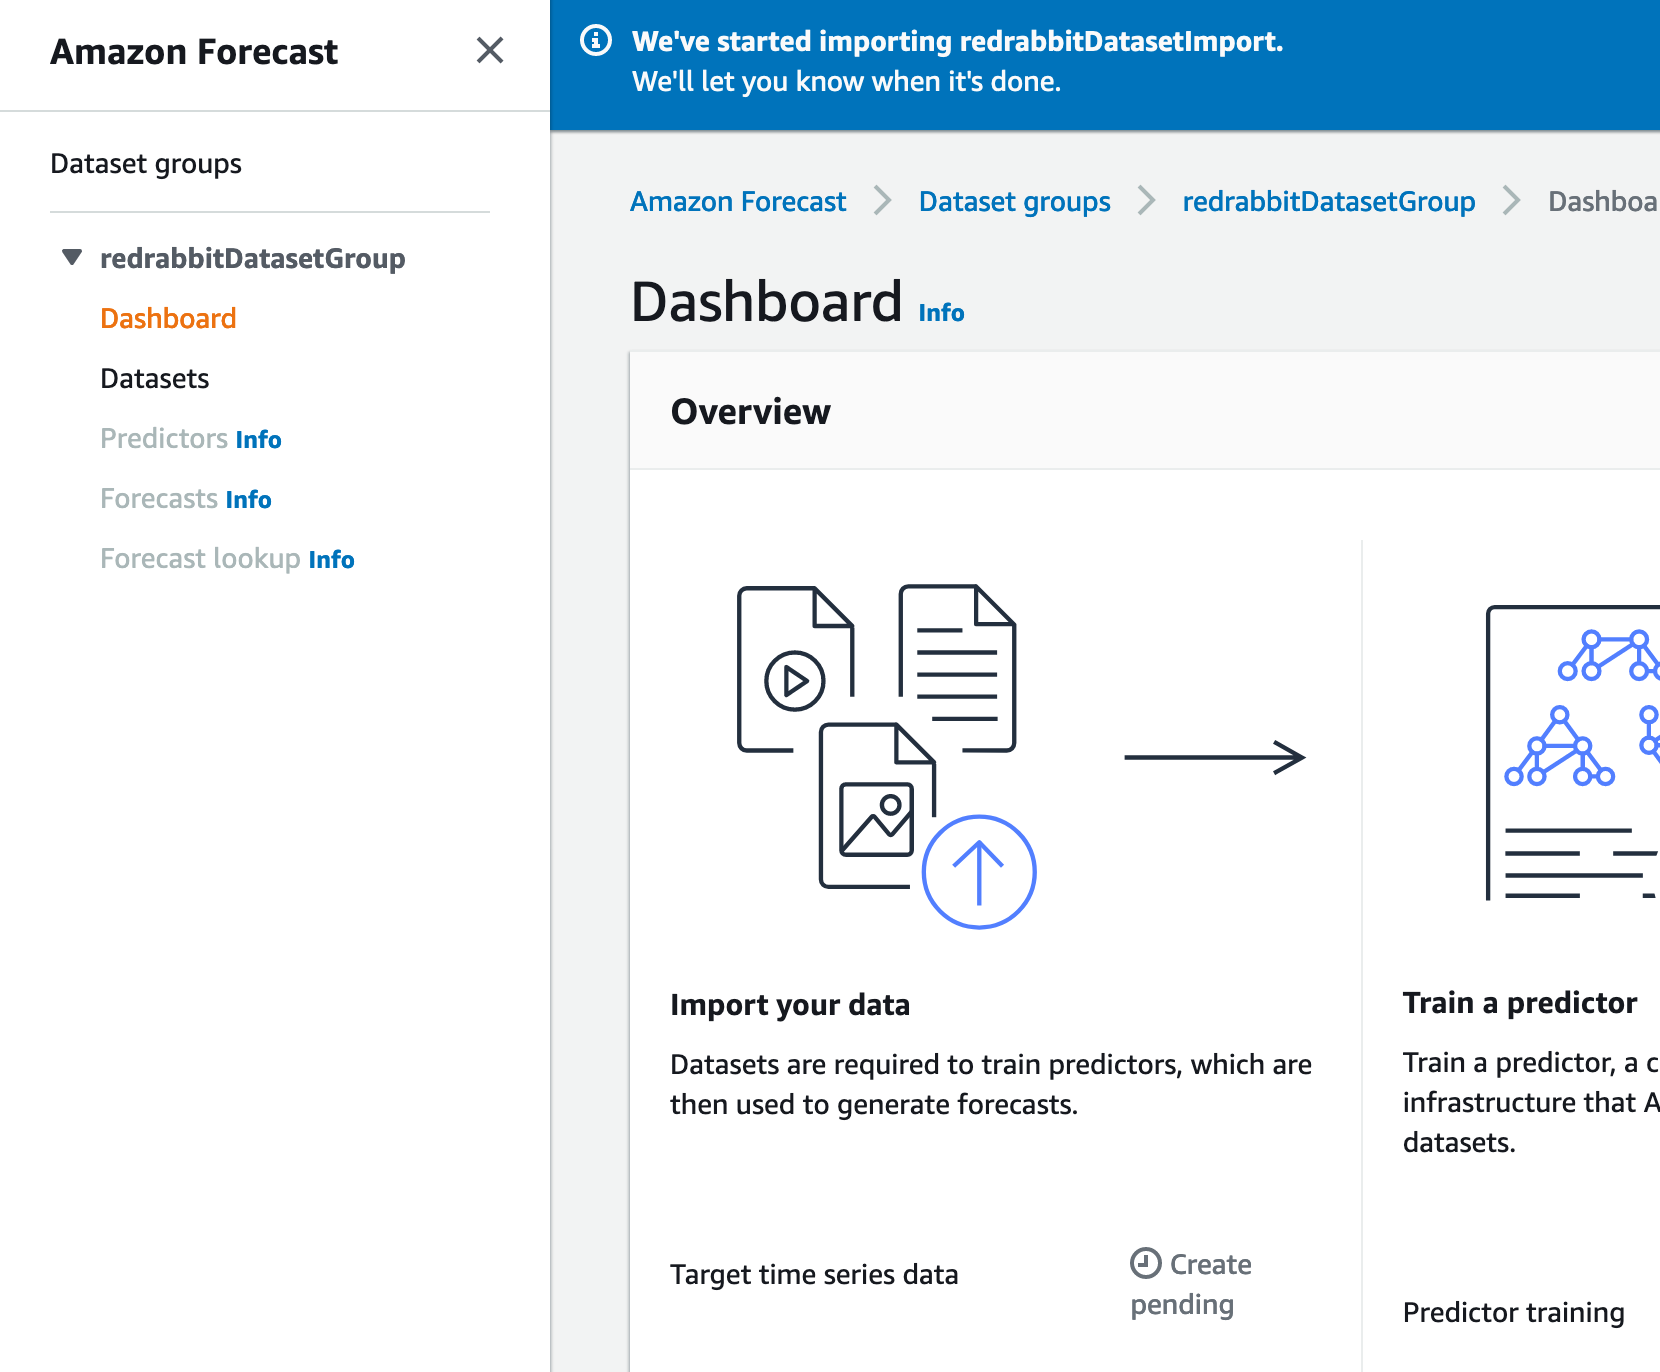 Amazon Forecast
Dataset groups
redrabbitDatasetGroup
Dashboard
Datasets
Predictors Info
Forecasts Info
Forecast lookup Info
We've started importing redrabbitDatasetImport.
We'll let you know when it's done.
Amazon Forecast > Dataset groups > redrabbitDatasetGroup > Dashboa
Dashboard Info
Overview
Import your data
Datasets are required to train predictors, which are
then used to generate forecasts.
Target time series data
Create
pending
Train a predictor
Train a predictor, a c
infrastructure that A
datasets.
Predictor training